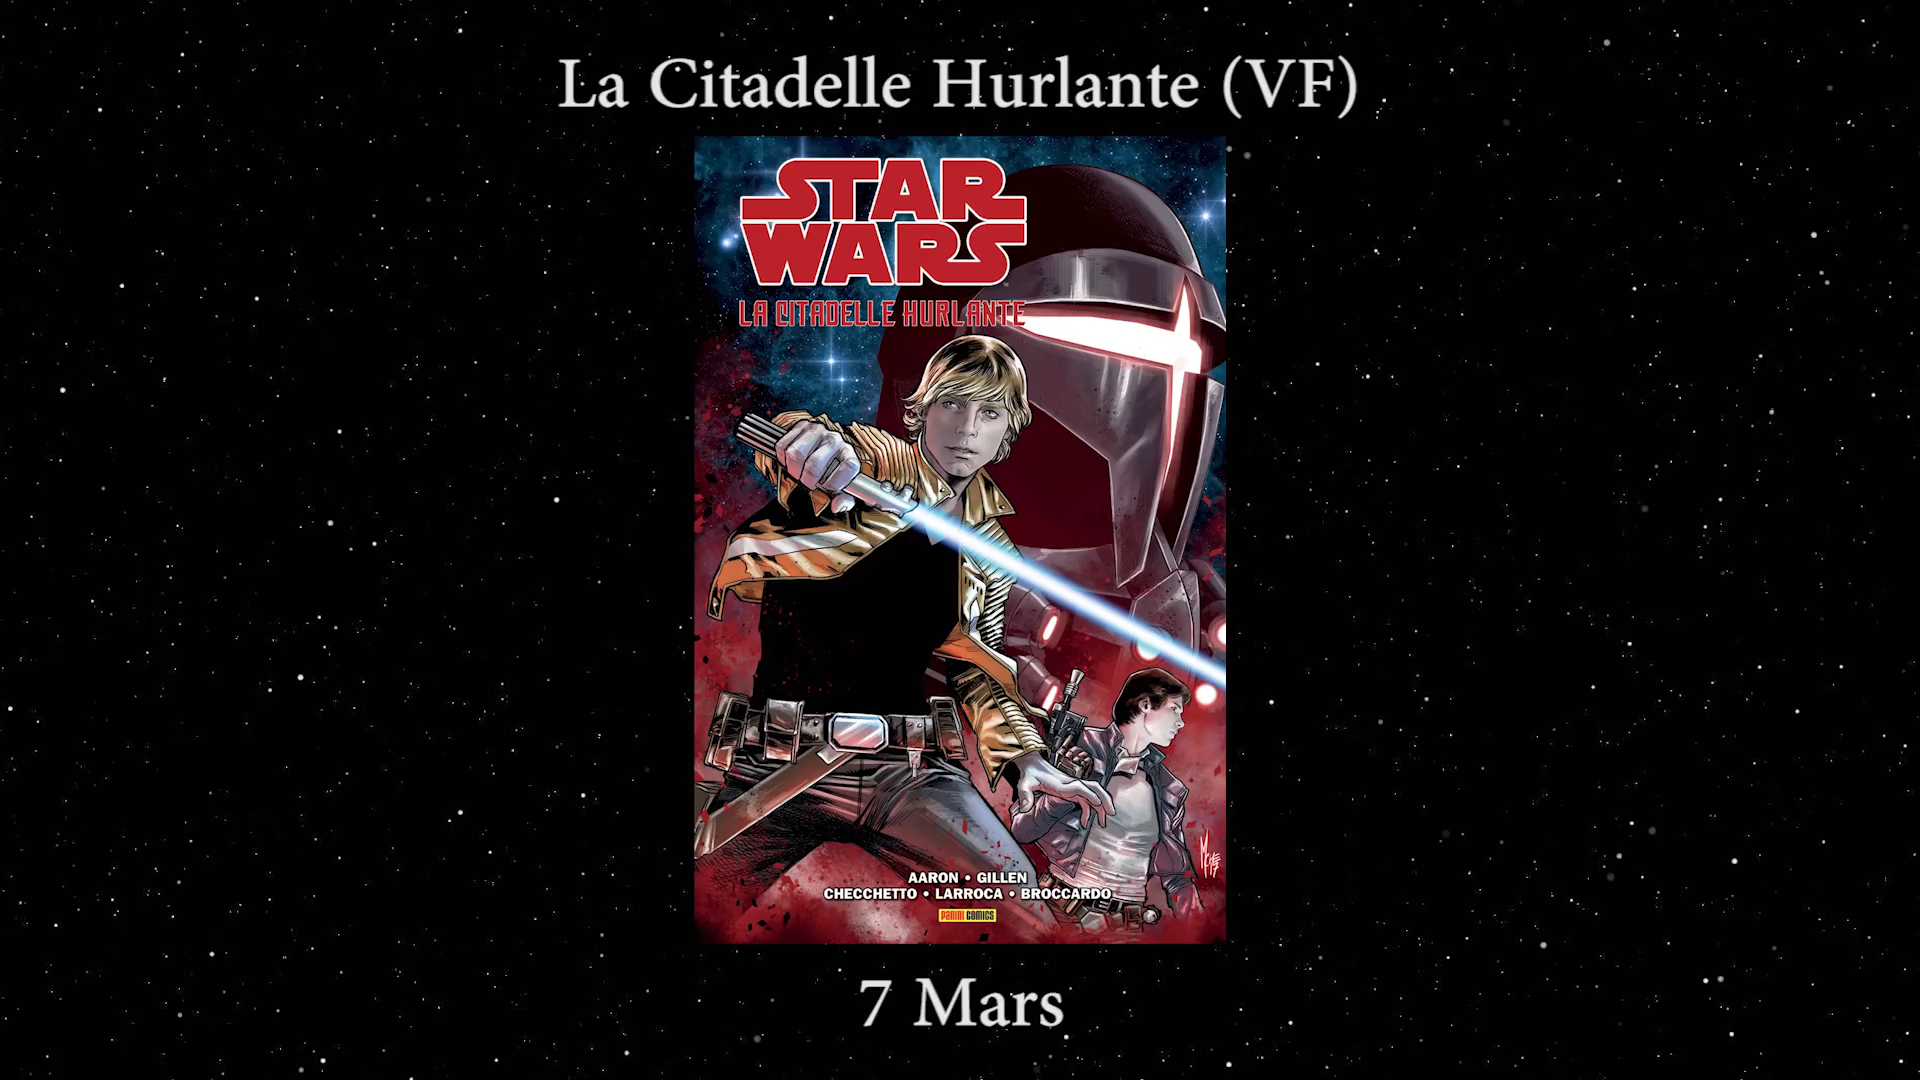 La Citadelle Hurlante (VF)
STAR
WARS
LA CITADELLE HURLANTE
AARON • GILLEN
CHECCHETTO • LARROCA • BROCCARDO
PANINI COMICS
7 Mars